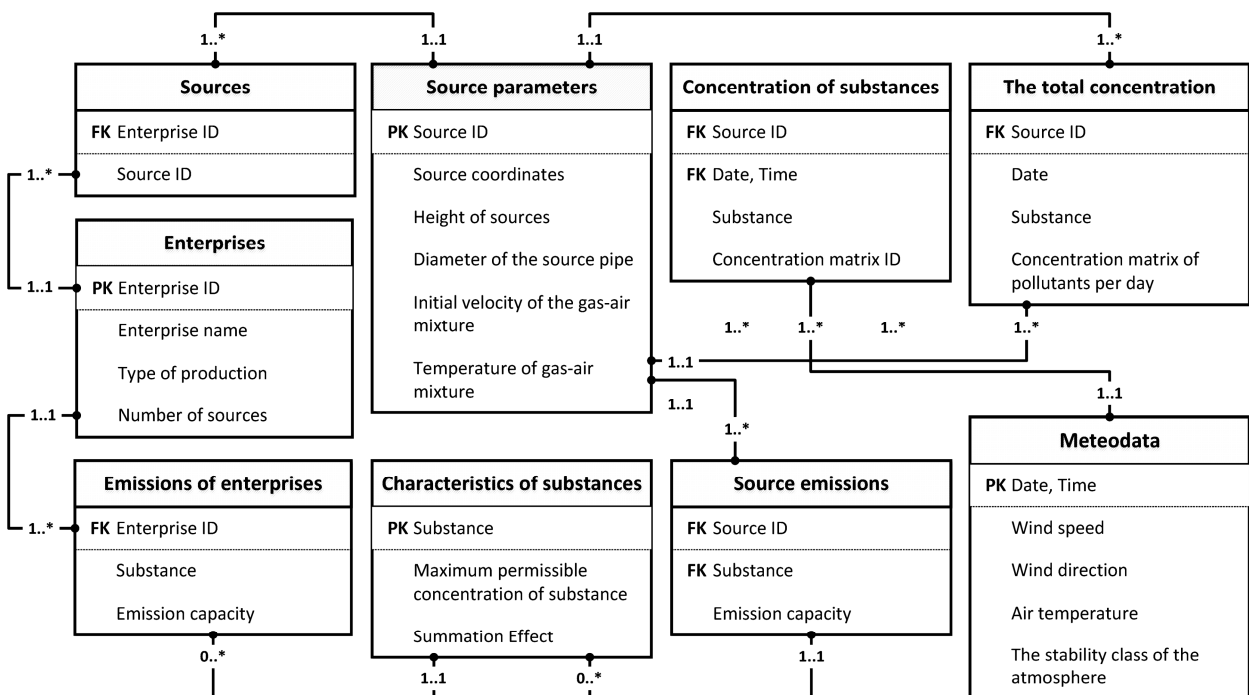 1..*
1..1
1..1
1..*
Sources
FK Enterprise ID
Source ID
1..*
1..1
Enterprises
PK Enterprise ID
Enterprise name
Type of production
Number of sources
1..1
1..*
Emissions of enterprises
FK Enterprise ID
Substance
Emission capacity
0..*
Source parameters
PK Source ID
Source coordinates
Height of sources
Diameter of the source pipe
Initial velocity of the gas-air
mixture
Temperature of gas-air
mixture
1..1
1..1
Characteristics of substances
PK Substance
Maximum permissible
concentration of substance
Summation Effect
1..1
0..*
Concentration of substances
FK Source ID
FK Date, Time
Substance
Concentration matrix ID
1..*
1..*
1..*
1..*
Source emissions
FK Source ID
FK Substance
Emission capacity
1..1
The total concentration
FK Source ID
Date
Substance
Concentration matrix of
pollutants per day
1..*
1..1
Meteodata
PK Date, Time
Wind speed
Wind direction
Air temperature
The stability class of the
atmosphere